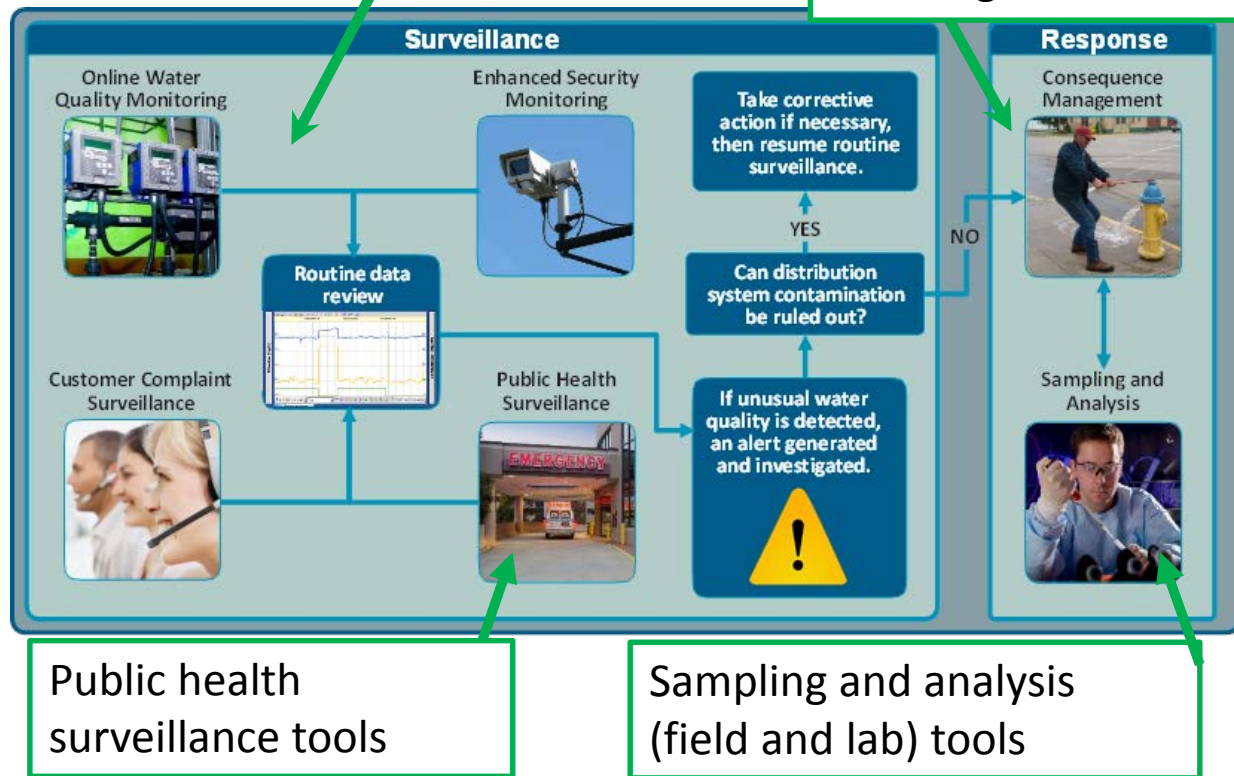 Surveillance
Response
Online Water
Quality Monitoring
Enhanced Security
Monitoring
Take corrective
action if necessary,
then resume routine
surveillance.
Consequence
Management
YES
NO
Routine data
review
Can distribution
system contamination
be ruled out?
Customer Complaint
Surveillance
Public Health
Surveillance
EMERGENCY
If unusual water
quality is detected,
an alert generated
and investigated.
!
Sampling and
Analysis
Public health
surveillance tools
Sampling and analysis
(field and lab) tools